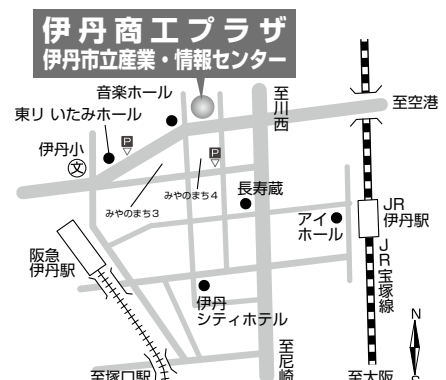 伊丹商工プラザ
伊丹市立産業・情報センター
音楽ホール
至川西
至空港
東リ いたみホール
P
伊丹小
文
P
みやのまち4
みやのまち3
長寿蔵
アイ
ホール
JR
伊丹駅
阪急
伊丹駅
JR宝塚線
伊丹
シティホテル
N
至尼崎
至塚口駅
至大阪
S